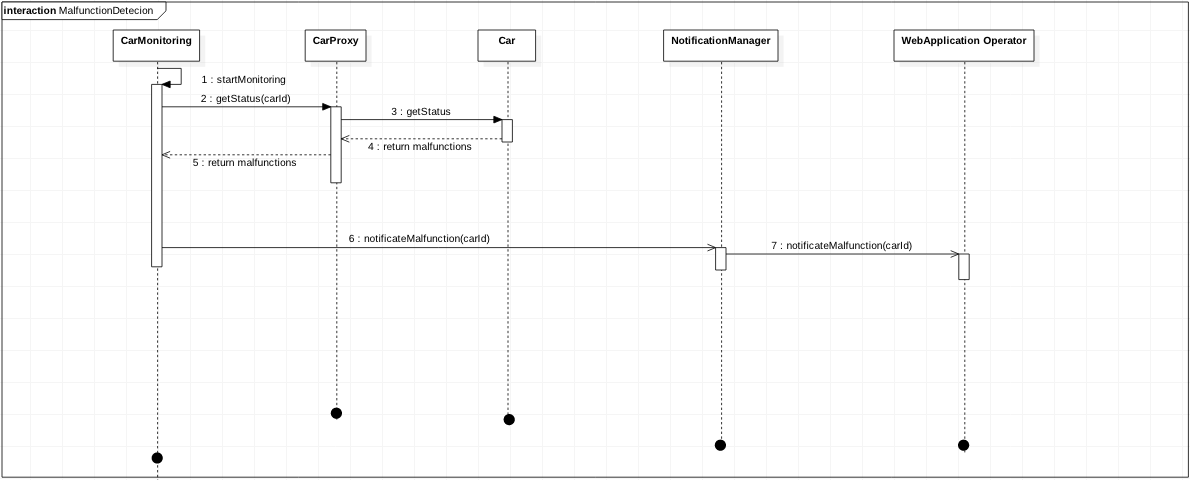 interaction MalfunctionDetecion
CarMonitoring
CarProxy
Car
NotificationManager
WebApplication Operator
1 : startMonitoring
2 : getStatus(carId)
3 : getStatus
4 : return malfunctions
5 : return malfunctions
6 : notificateMalfunction(carId)
7 : notificateMalfunction(carId)